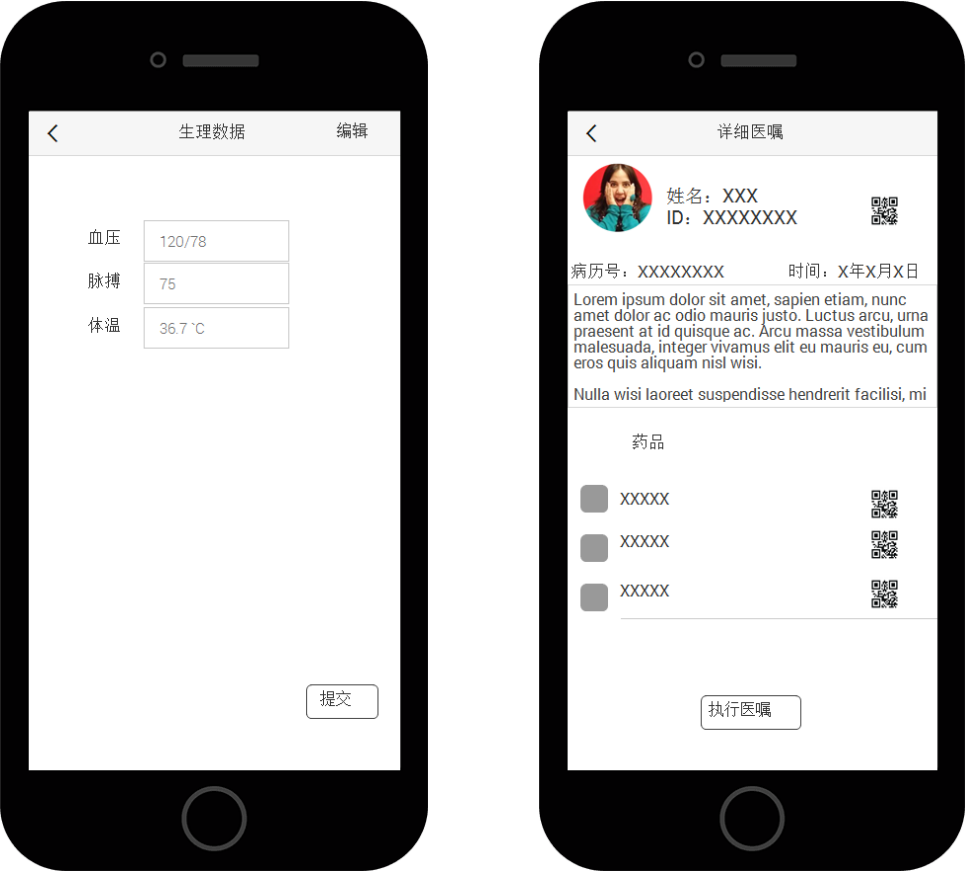 生理数据
编辑
血压
120/78
脉搏
75
体温
36.7 `C
提交
详细医嘱
姓名：XXX
ID：XXXXXXXX
病历号：XXXXXXXX
时间：X年X月X日
Lorem ipsum dolor sit amet, sapien etiam, nunc
amet dolor ac odio mauris justo. Luctus arcu, urna
praesent at id quisque ac. Arcu massa vestibulum
malesuada, integer vivamus elit eu mauris eu, cum
eros quis aliquam nisl wisi.
Nulla wisi laoreet suspendisse hendrerit facilisi, mi
药品
XXXXX
XXXXX
XXXXX
执行医嘱